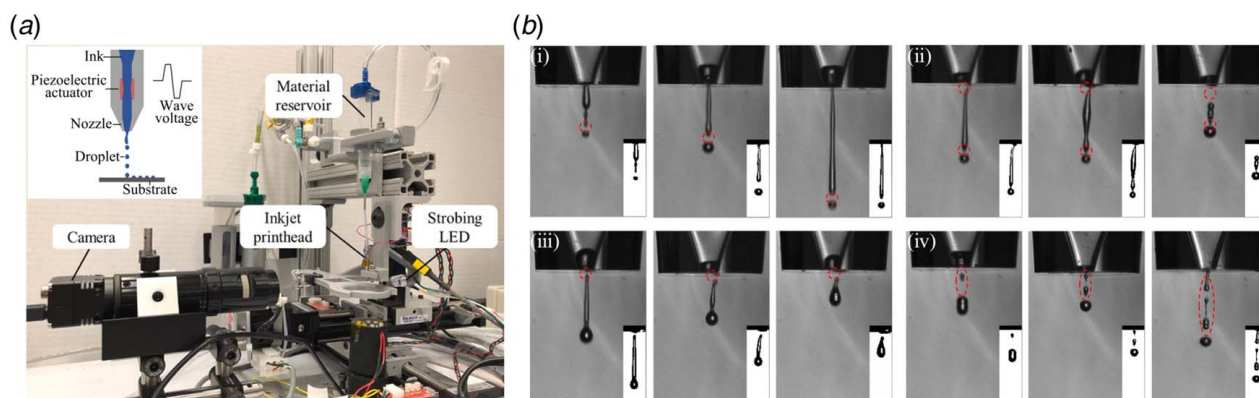 (a)
Ink
Piezoelectric
actuator
Wave
voltage
Nozzle
Droplet
Substrate
Material
reservoir
Camera
Inkjet
printhead
Strobing
LED
(b)
(i)
(ii)
(iii)
(iv)